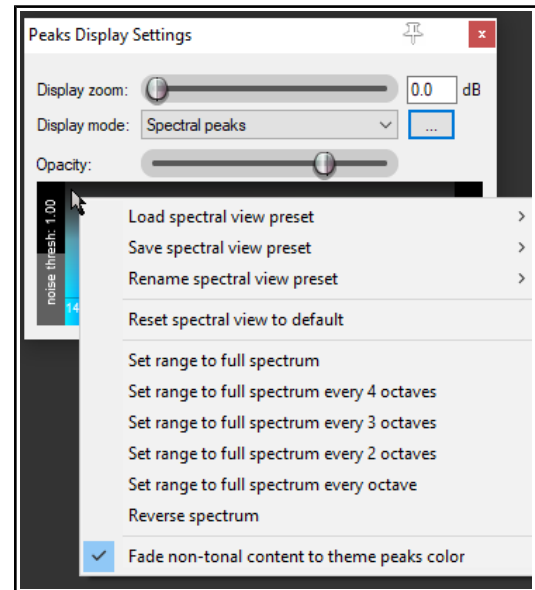 Peaks Display Settings
x
Display zoom:
0.0 dB
Display mode: Spectral peaks
...
Opacity:
noise thresh: 1.00
14
Load spectral view preset
Save spectral view preset
Rename spectral view preset
Reset spectral view to default
Set range to full spectrum
Set range to full spectrum every 4 octaves
Set range to full spectrum every 3 octaves
Set range to full spectrum every 2 octaves
Set range to full spectrum every octave
Reverse spectrum
Fade non-tonal content to theme peaks color